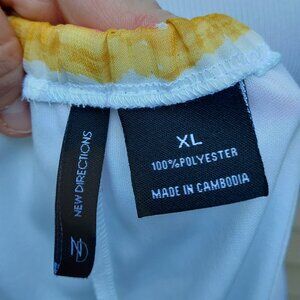 NEW DIRECTIONS
XL
100%POLYESTER
MADE IN CAMBODIA